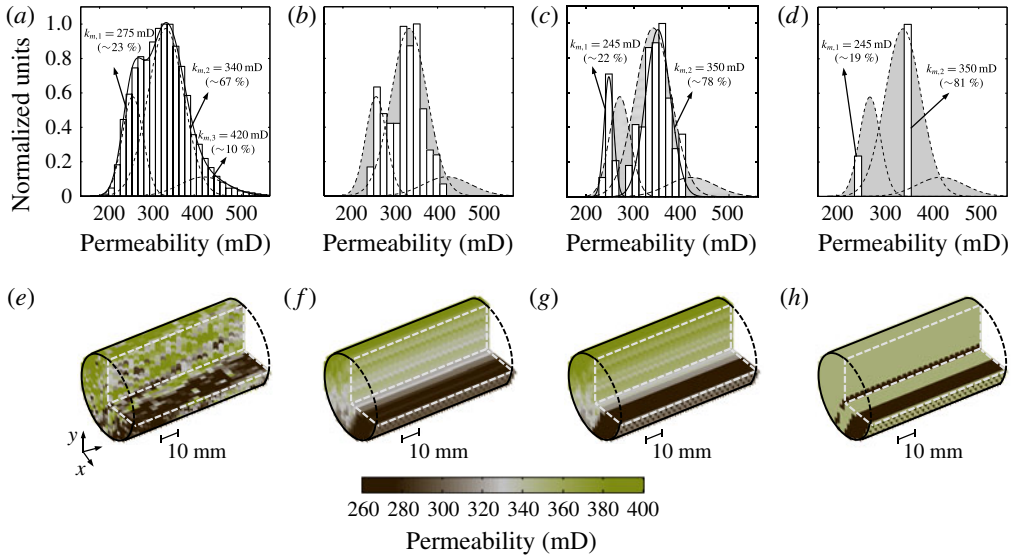 (a)
(b)
(c)
(d)
Normalized units
1.0
0.8
0.6
0.4
0.2
0
k_{m,1} = 275 mD
(~23 %)
k_{m,2} = 340 mD
(~67 %)
k_{m,3} = 420 mD
(~10 %)
k_{m,1} = 245 mD
(~22 %)
k_{m,2} = 350 mD
(~78 %)
k_{m,1} = 245 mD
(~19 %)
k_{m,2} = 350 mD
(~81 %)
200 300 400 500
200 300 400 500
200 300 400 500
200 300 400 500
Permeability (mD)
Permeability (mD)
Permeability (mD)
Permeability (mD)
(e)
(f)
(g)
(h)
y
x
10 mm
10 mm
10 mm
10 mm
260 280 300 320 340 360 380 400
Permeability (mD)